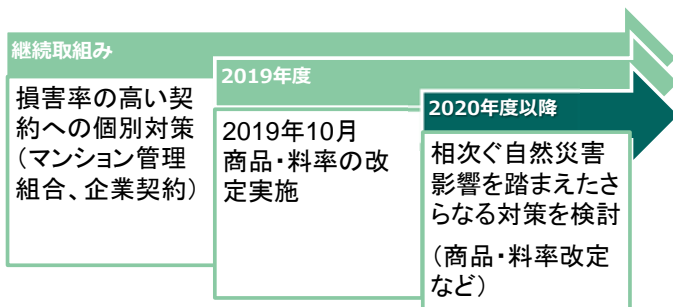 継続取組み
損害率の高い契
約への個別対策
（マンション管理
組合、企業契約）
2019年度
2019年10月
商品・料率の改
定実施
2020年度以降
相次ぐ自然災害
影響を踏まえたさ
らなる対策を検討
（商品・料率改定
など）